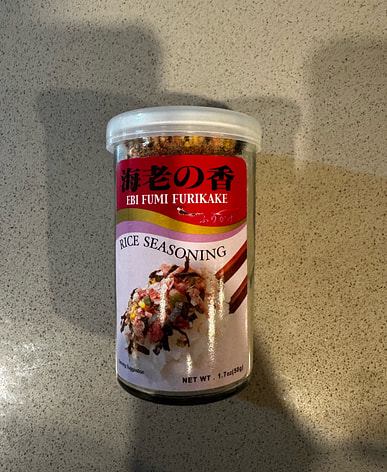 海老の香
EBI FUMI FURIKAKE
ふりかけ
RICE SEASONING
Serving Suggestion
NET WT. 1.7oz(50g)